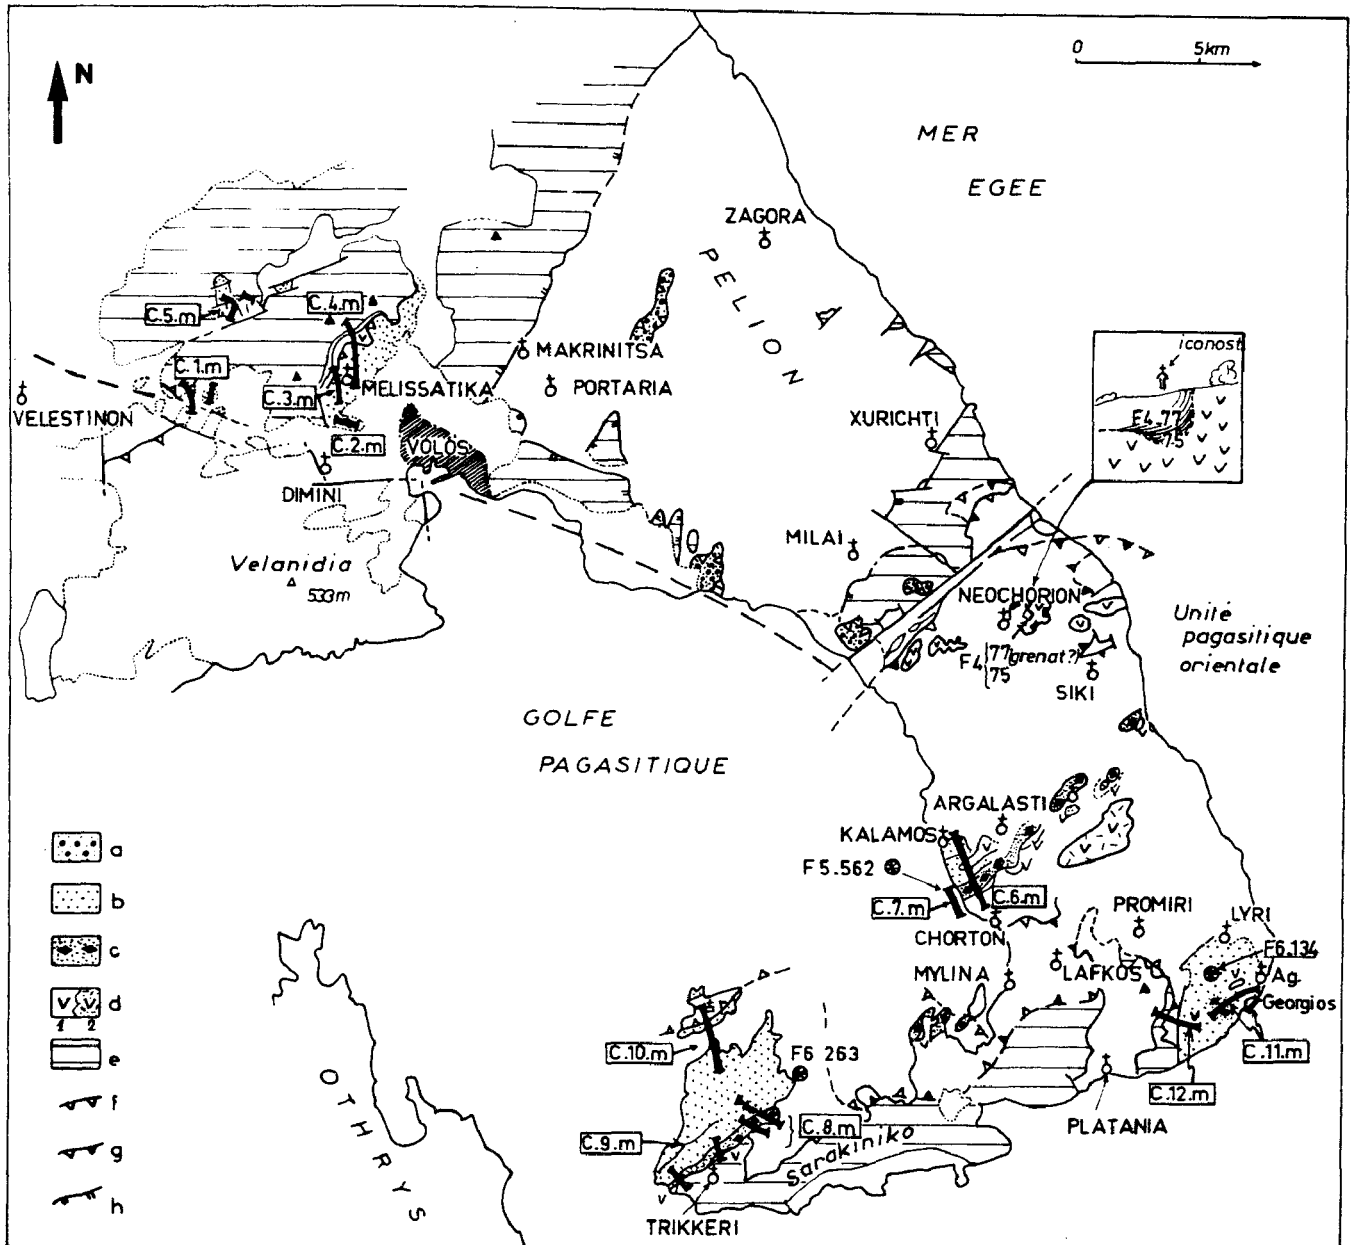 N
0 5km
MER
EGEE
ZAGORA
PELION
C.5.m
C.4.m
C.1.m
C.3.m
MELISSATIKA
MAKRINITSA
PORTARIA
VELESTINON
VOLOS
C.2.m
DIMINI
XURICHTI
iconost
F4.77
75
MILAI
Velanidia
533m
NEOCHORION
F4 77 (grenat?)
75
SIKI
Unité
pagasitique
orientale
GOLFE
PAGASITIQUE
ARGALASTI
KALAMOS
F5.562
C.7.m
C.6.m
CHORTON
PROMIRI
LYRI
F6.134
MYLINA
LAFKOS
Ag.
Georgios
C.11.m
C.10.m
F6 263
C.12.m
PLATANIA
C.9.m
C.8.m
Sarakiniko
TRIKKERI
OTHRYS
a
b
c
d
1 2
e
f
g
h